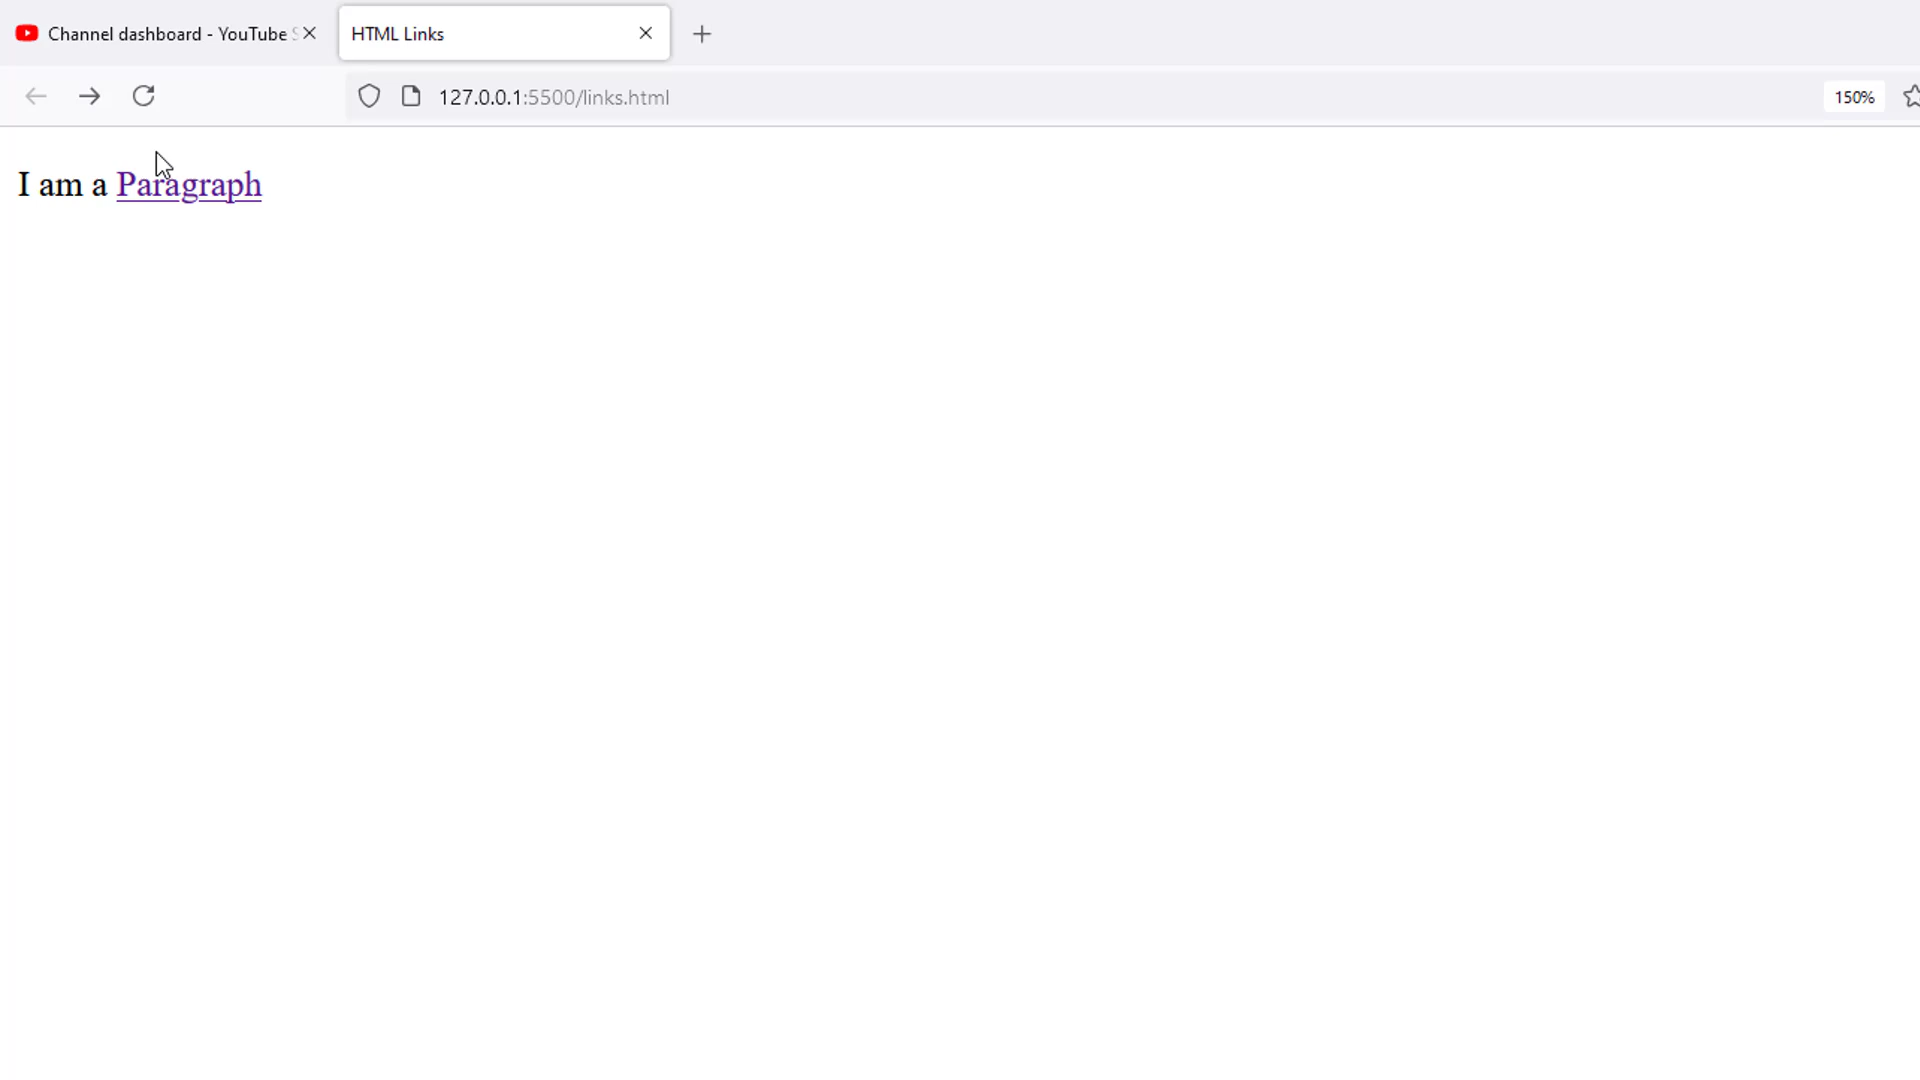 Channel dashboard - YouTube S
HTML Links
127.0.0.1:5500/links.html
150%
I am a Paragraph